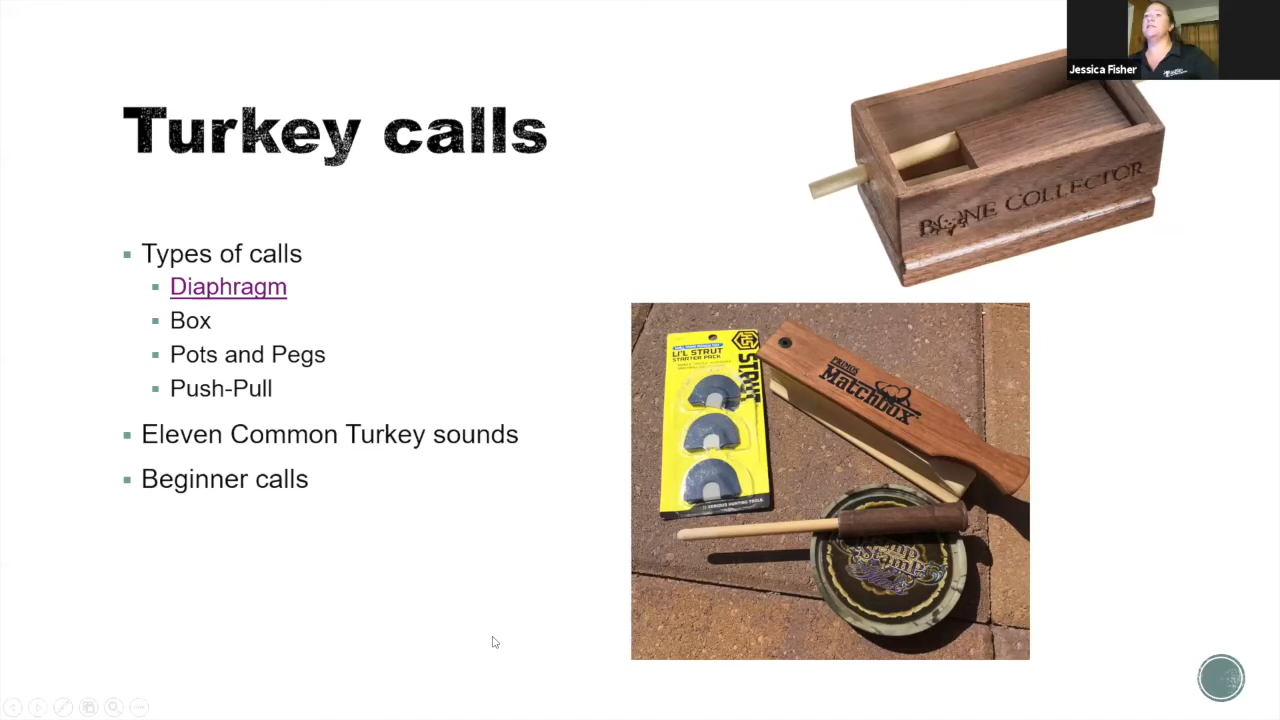 Jessica Fisher
Turkey calls
BONE COLLECTOR
Types of calls
Diaphragm
Box
Pots and Pegs
Push-Pull
Eleven Common Turkey sounds
Beginner calls
LI'L STRUT
STARTER PACK
STRUT
PRIMOS
Matchbox